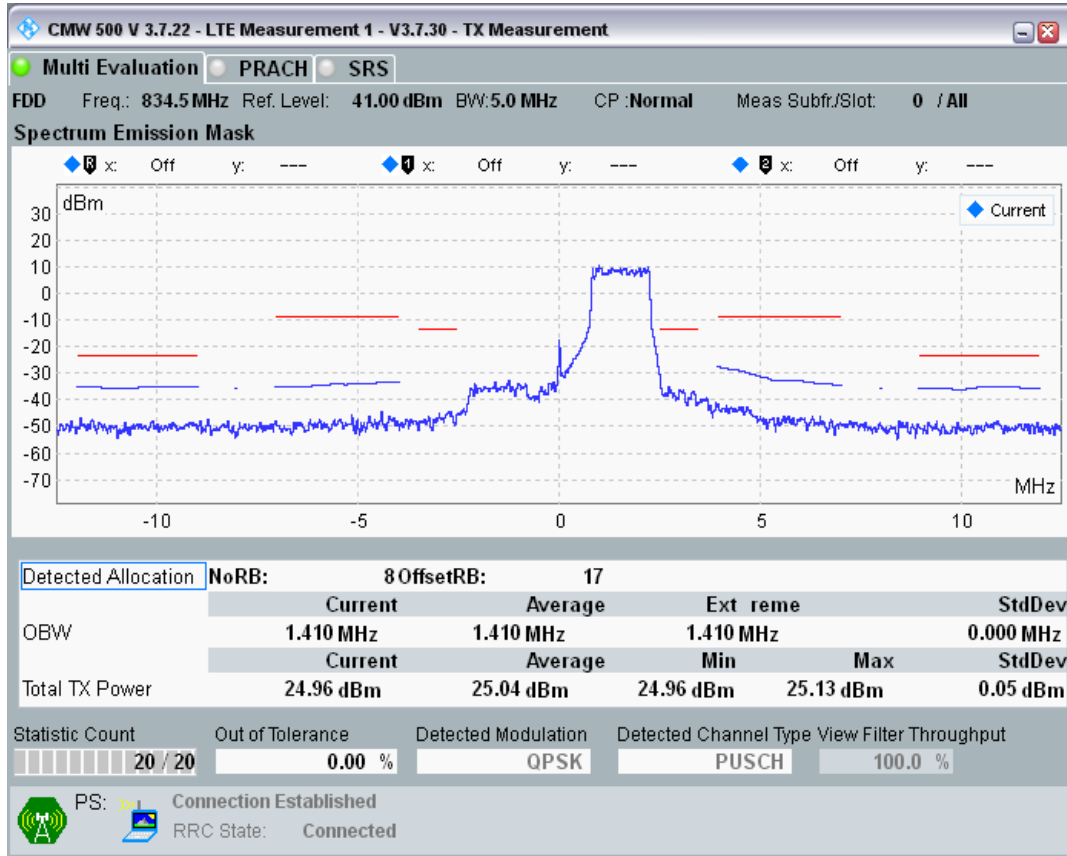 CMW 500 V 3.7.22 - LTE Measurement 1 - V3.7.30 - TX Measurement
Multi Evaluation PRACH SRS
FDD Freq.: 834.5 MHz Ref. Level: 41.00 dBm BW:5.0 MHz CP :Normal Meas Subfr./Slot: 0 / All
Spectrum Emission Mask
R x: Off y: --- 1 x: Off y: --- 2 x: Off y: ---
dBm
Current
30
20
10
0
-10
-20
-30
-40
-50
-60
-70
MHz
-10 -5 0 5 10
Detected Allocation NoRB: 8 OffsetRB: 17
Current Average Ext reme StdDev
OBW 1.410 MHz 1.410 MHz 1.410 MHz 0.000 MHz
Current Average Min Max StdDev
Total TX Power 24.96 dBm 25.04 dBm 24.96 dBm 25.13 dBm 0.05 dBm
Statistic Count Out of Tolerance Detected Modulation Detected Channel Type View Filter Throughput
20 / 20 0.00 % QPSK PUSCH 100.0 %
PS: Connection Established
RRC State: Connected